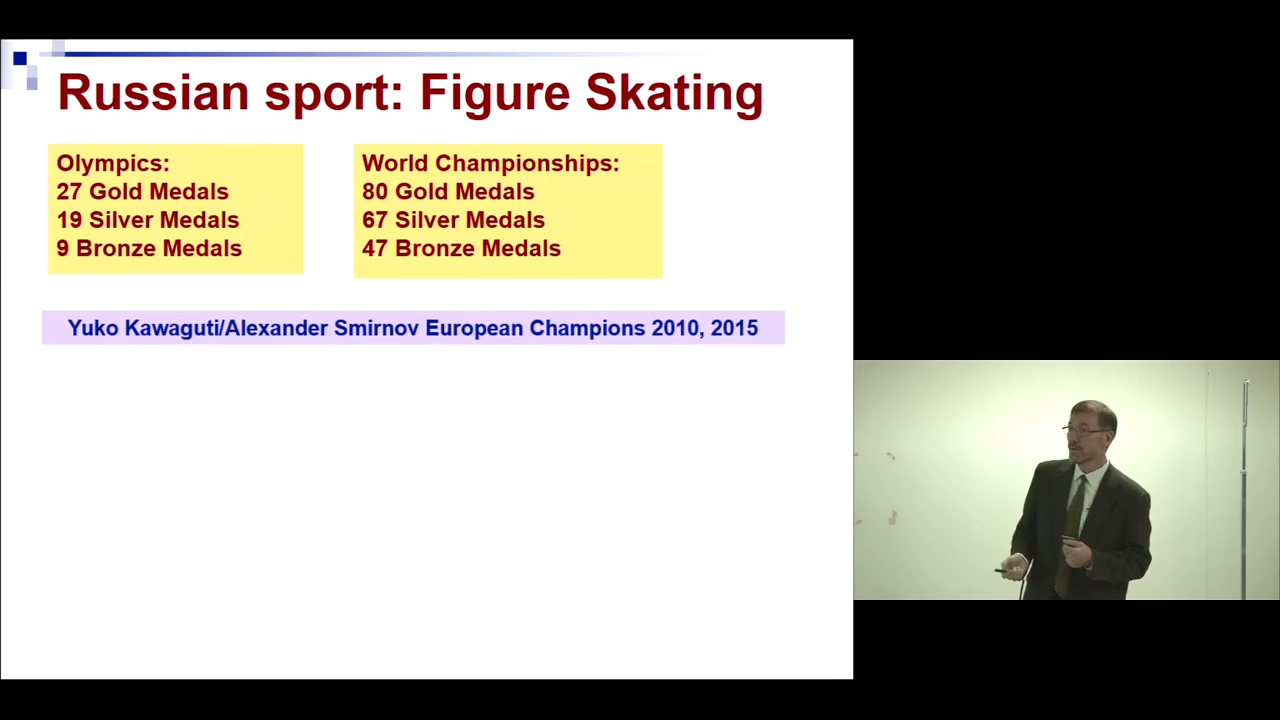 Russian sport: Figure Skating
Olympics:
27 Gold Medals
19 Silver Medals
9 Bronze Medals
World Championships:
80 Gold Medals
67 Silver Medals
47 Bronze Medals
Yuko Kawaguti/Alexander Smirnov European Champions 2010, 2015